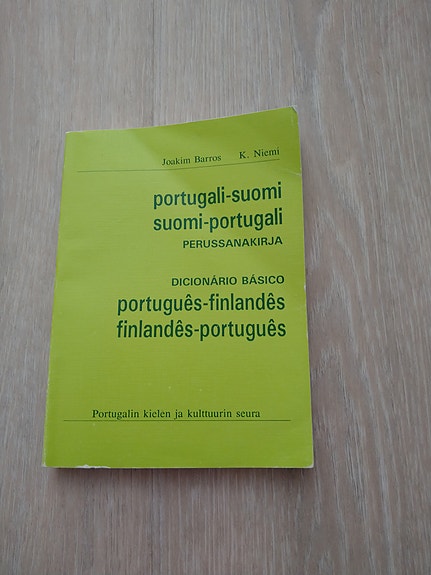 Joakim Barros K. Niemi
portugali-suomi
suomi-portugali
PERUSSANAKIRJA
DICIONÁRIO BÁSICO
português-finlandês
finlandês-português
Portugalin kielen ja kulttuurin seura